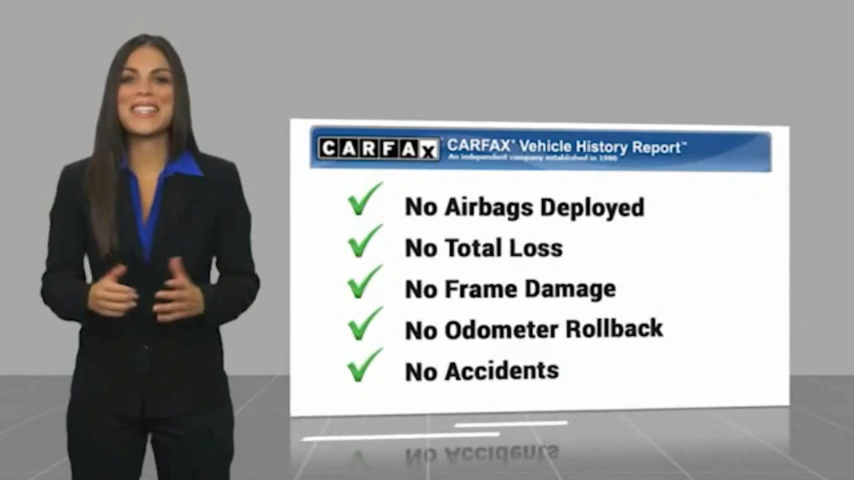 CARFAX
CARFAX® Vehicle History Report™
An independent company established in 1986
No Airbags Deployed
No Total Loss
No Frame Damage
No Odometer Rollback
No Accidents
No Accidents